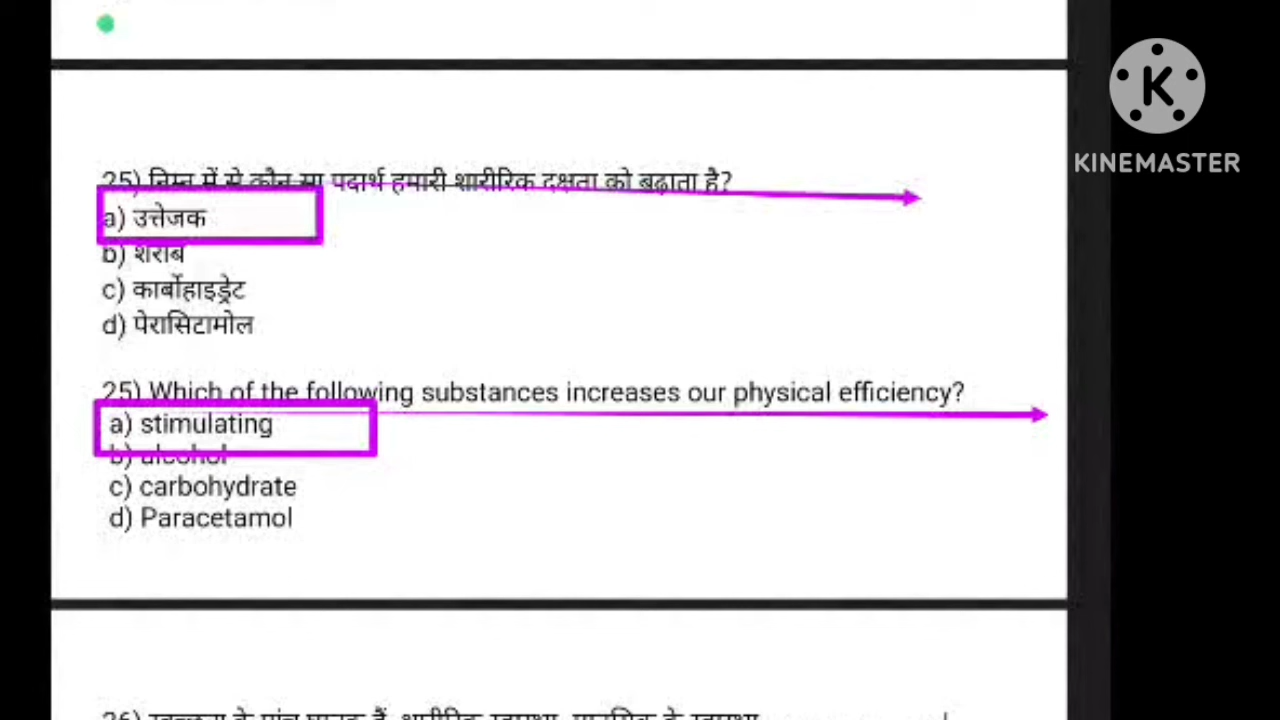 KINEMASTER
25) निम्न में से कौन सा पदार्थ हमारी शारीरिक दक्षता को बढ़ाता है?
a) उत्तेजक
b) शराब
c) कार्बोहाइड्रेट
d) पेरासिटामोल
25) Which of the following substances increases our physical efficiency?
a) stimulating
b) alcohol
c) carbohydrate
d) Paracetamol